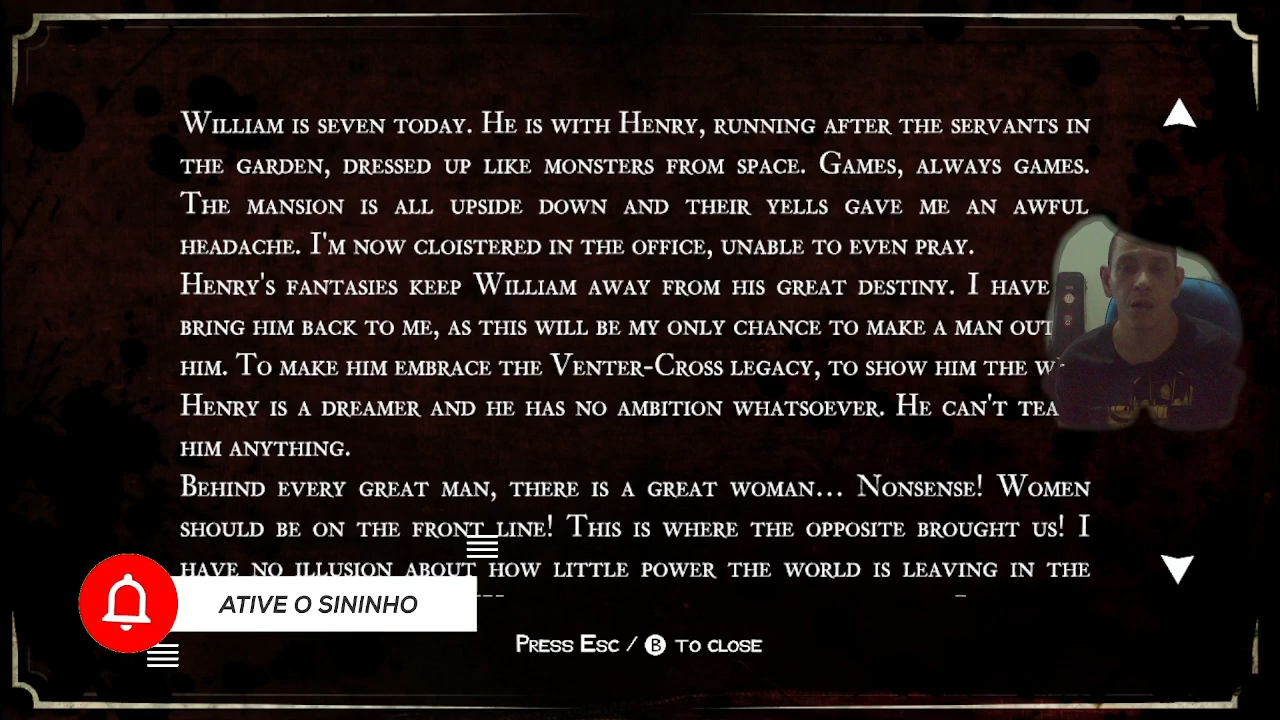 William is seven today. He is with Henry, running after the servants in
the garden, dressed up like monsters from space. Games, always games.
The mansion is all upside down and their yells gave me an awful
headache. I'm now cloistered in the office, unable to even pray.
Henry's fantasies keep William away from his great destiny. I have
bring him back to me, as this will be my only chance to make a man out
him. To make him embrace the Venter-Cross legacy, to show him the
Henry is a dreamer and he has no ambition whatsoever. He can't
him anything.
Behind every great man, there is a great woman... Nonsense! Women
should be on the front line! This is where the opposite brought us! I
have no illusion about how little power the world is leaving in the
ATIVE O SININHO
Press Esc / B to close